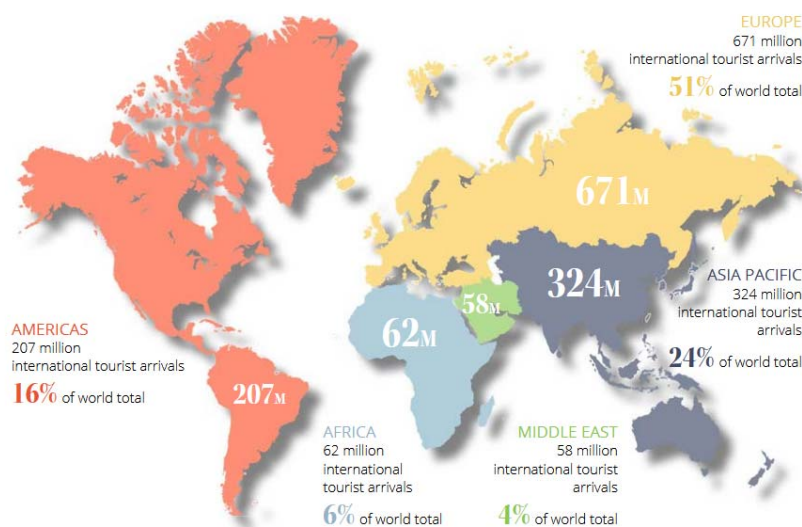 EUROPE
671 million
international tourist arrivals
51% of world total
671M
ASIA PACIFIC
324 million
international tourist
arrivals
24% of world total
324M
58M
62M
AMERICAS
207 million
international tourist arrivals
16% of world total
207M
AFRICA
62 million
international
tourist arrivals
6% of world total
MIDDLE EAST
58 million
international tourist
arrivals
4% of world total